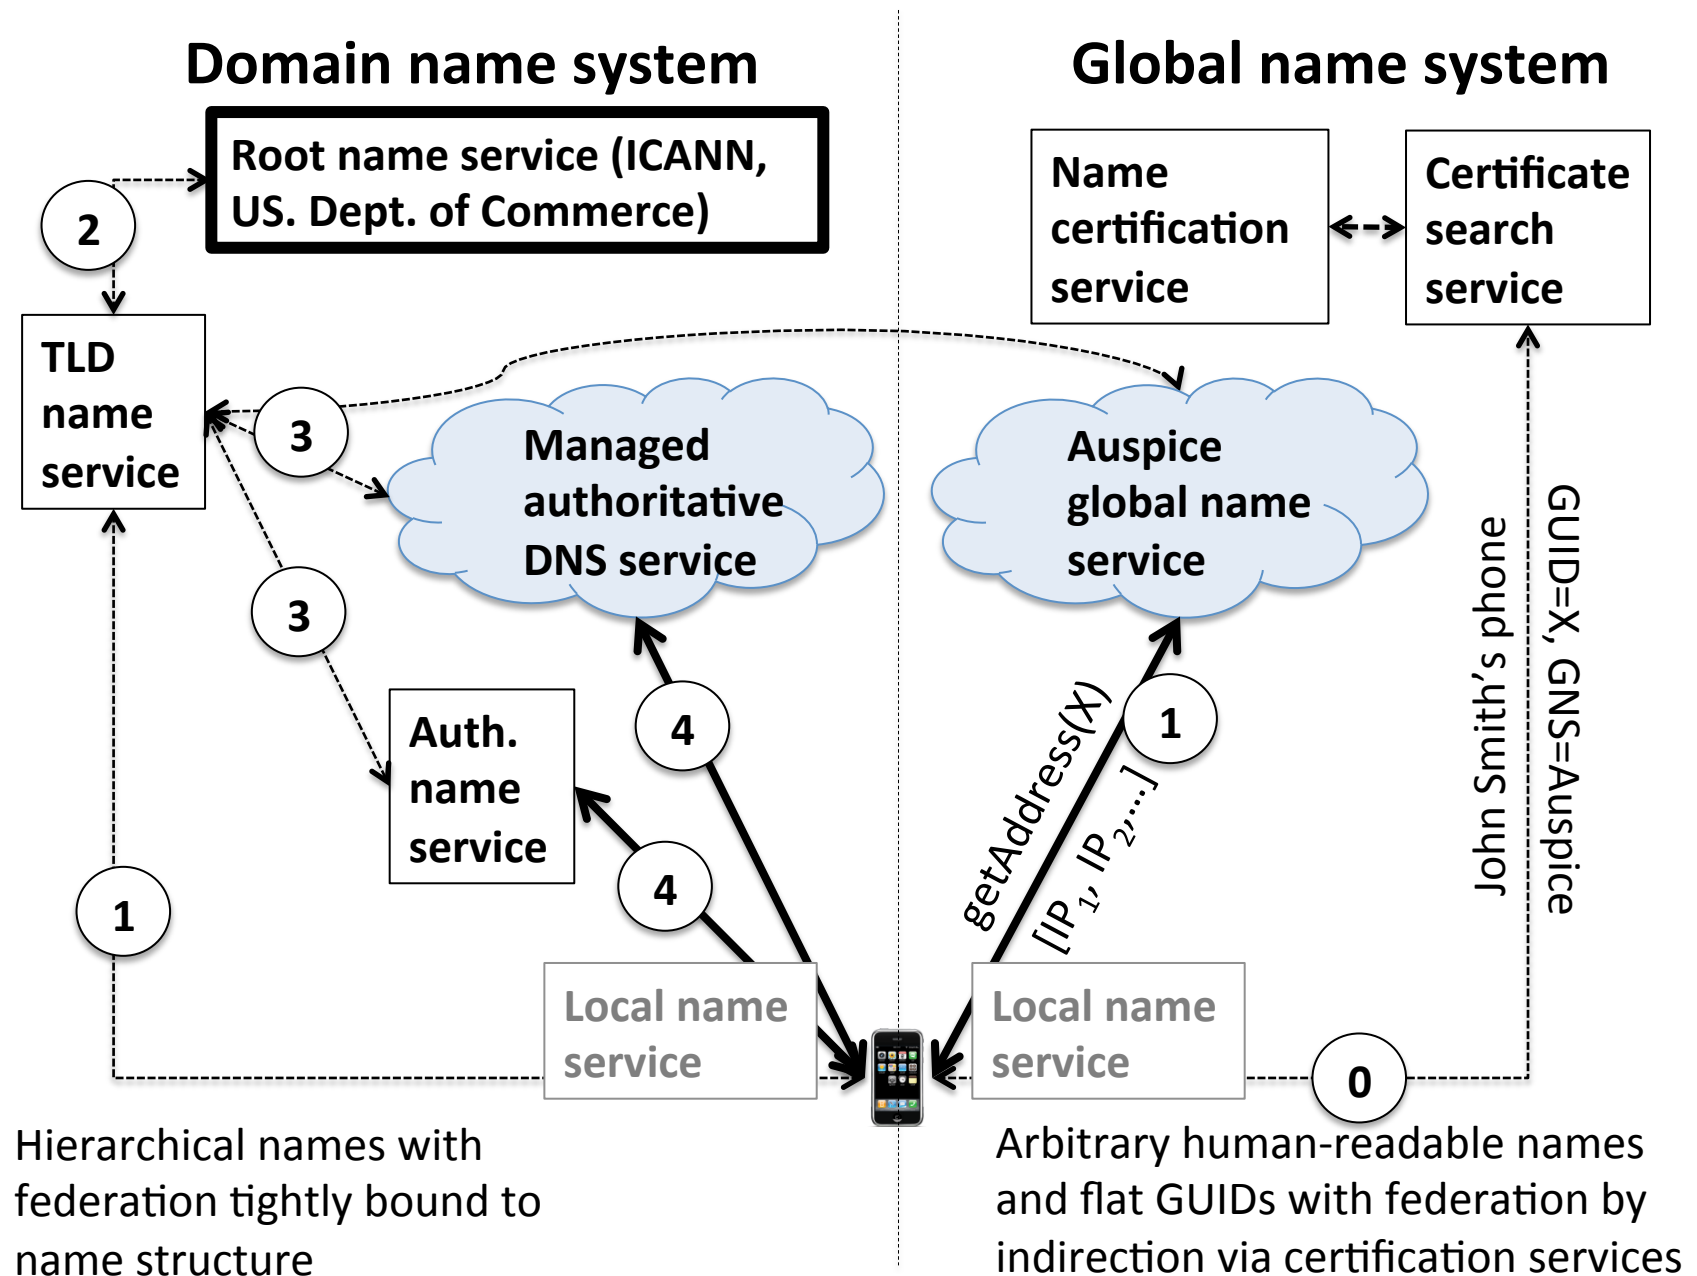 Domain name system
Root name service (ICANN,
US. Dept. of Commerce)
2
TLD
name
service
3
Managed
authoritative
DNS service
3
Auth.
name
service
4
4
1
Local name
service
Hierarchical names with
federation tightly bound to
name structure
Global name system
Name
certification
service
Certificate
search
service
Auspice
global name
service
1
getAddress(X)
[IP1, IP2,...]
John Smith's phone
GUID=X, GNS=Auspice
Local name
service
0
Arbitrary human-readable names
and flat GUIDs with federation by
indirection via certification services